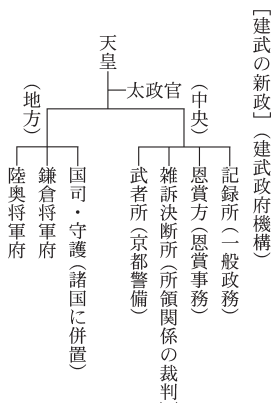 ［建武の新政］（建武政府機構）
天皇
太政官
（中央）
記録所（一般政務）
恩賞方（恩賞事務）
雑訴決断所（所領関係の裁判
武者所（京都警備）
（地方）
国司・守護（諸国に併置）
鎌倉将軍府
陸奥将軍府